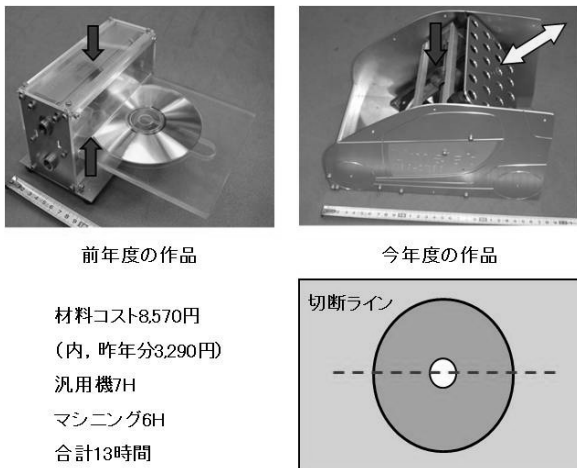 前年度の作品
今年度の作品
材料コスト8,570円
(内, 昨年分3,290円)
汎用機7H
マシニング6H
合計13時間
切断ライン